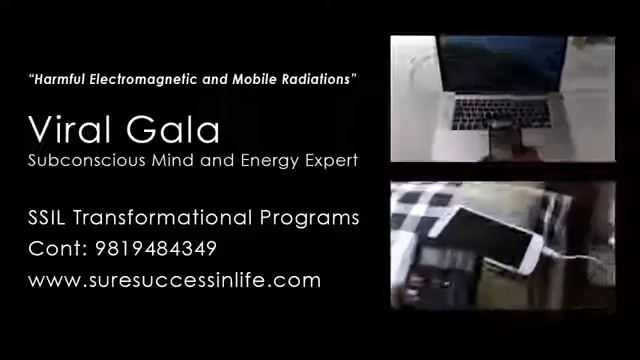 “Harmful Electromagnetic and Mobile Radiations”
Viral Gala
Subconscious Mind and Energy Expert
SSIL Transformational Programs
Cont: 9819484349
www.suresuccessinlife.com